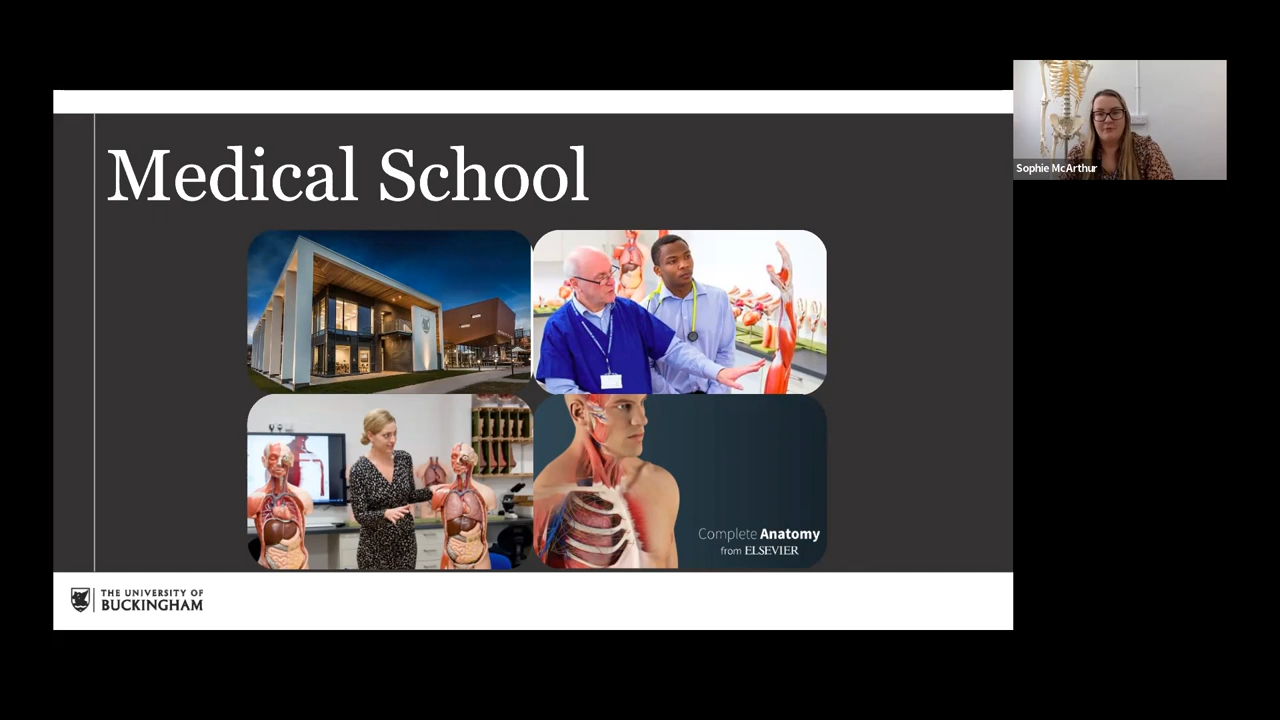 Medical School
Sophie McArthur
Complete Anatomy
from ELSEVIER
THE UNIVERSITY OF
BUCKINGHAM